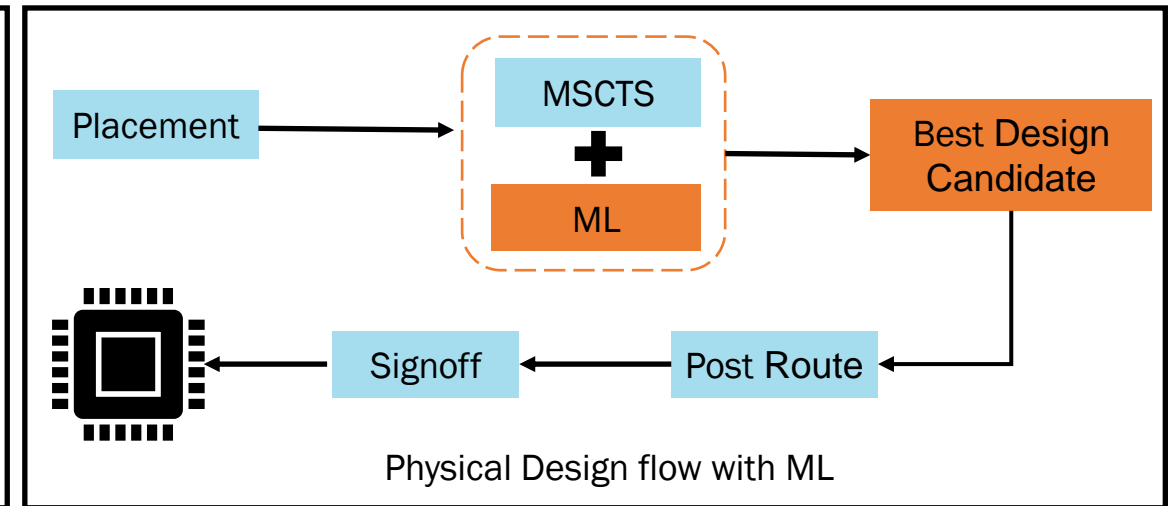 Placement
MSCTS
ML
Best Design
Candidate
Signoff
Post Route
Physical Design flow with ML